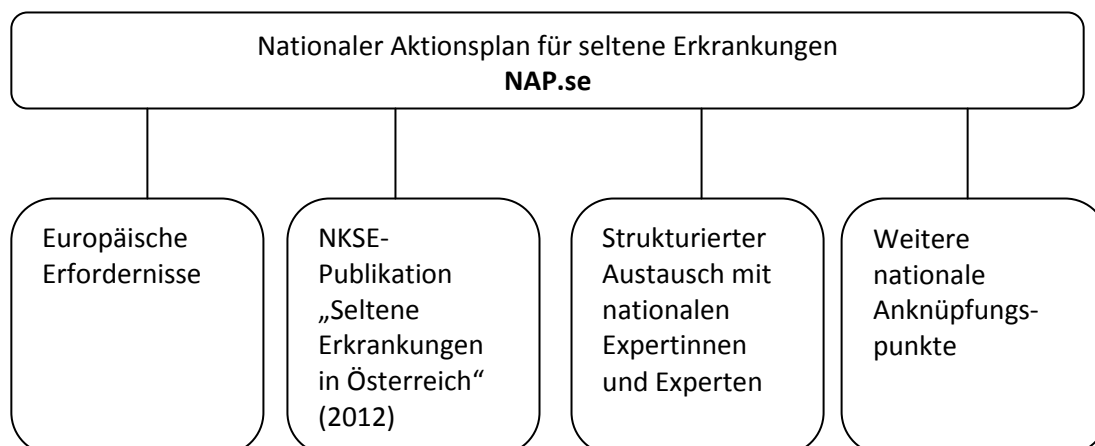 Nationaler Aktionsplan für seltene Erkrankungen
NAP.se
Europäische
Erfordernisse
NKSE-
Publikation
„Seltene
Erkrankungen
in Österreich“
(2012)
Strukturierter
Austausch mit
nationalen
Expertinnen
und Experten
Weitere
nationale
Anknüpfungs-
punkte